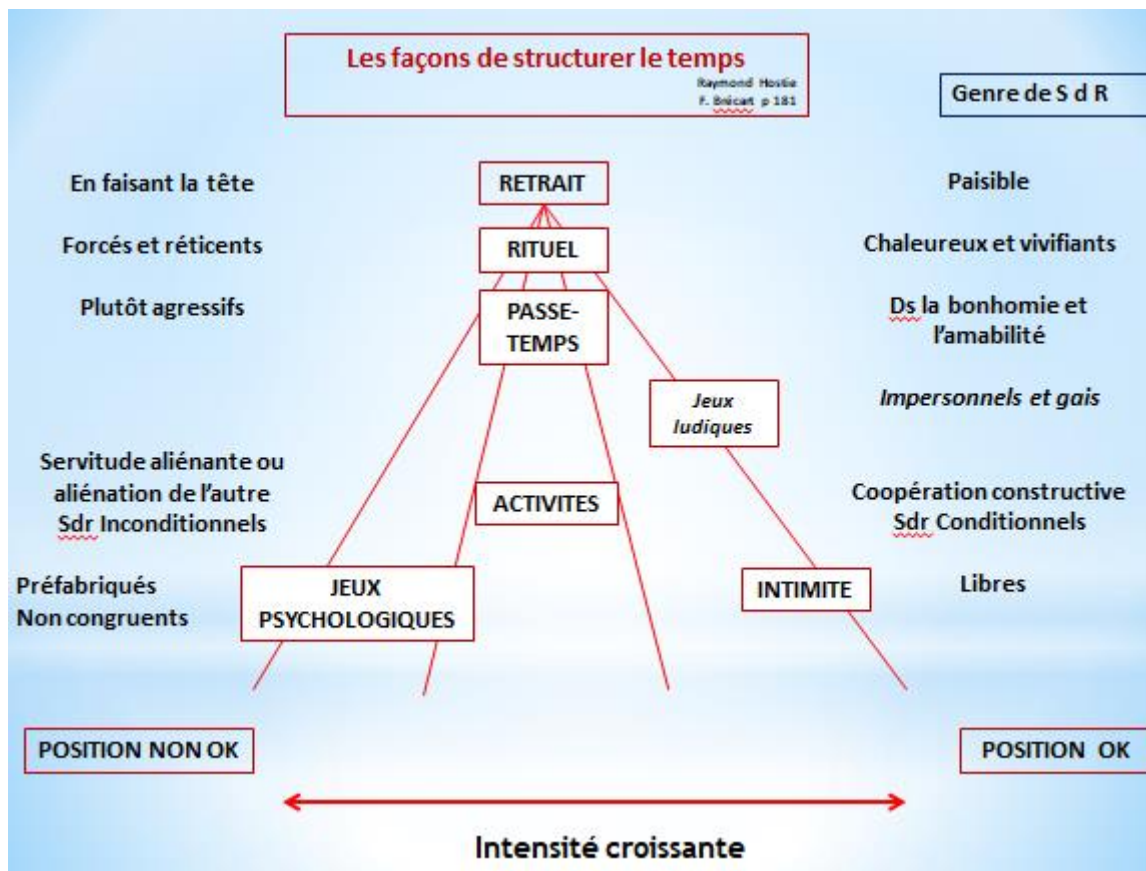 Les façons de structurer le temps
Raymond Hostie
F. Brécart p 181
Genre de S d R
En faisant la tête
RETRAIT
Paisible
Forcés et réticents
RITUEL
Chaleureux et vivifiants
Plutôt agressifs
PASSE-
TEMPS
Ds la bonhomie et
l'amabilité
Jeux
ludiques
Impersonnels et gais
Servitude aliénante ou
aliénation de l'autre
Sdr Inconditionnels
ACTIVITES
Coopération constructive
Sdr Conditionnels
Préfabriqués
Non congruents
JEUX
PSYCHOLOGIQUES
INTIMITE
Libres
POSITION NON OK
POSITION OK
Intensité croissante